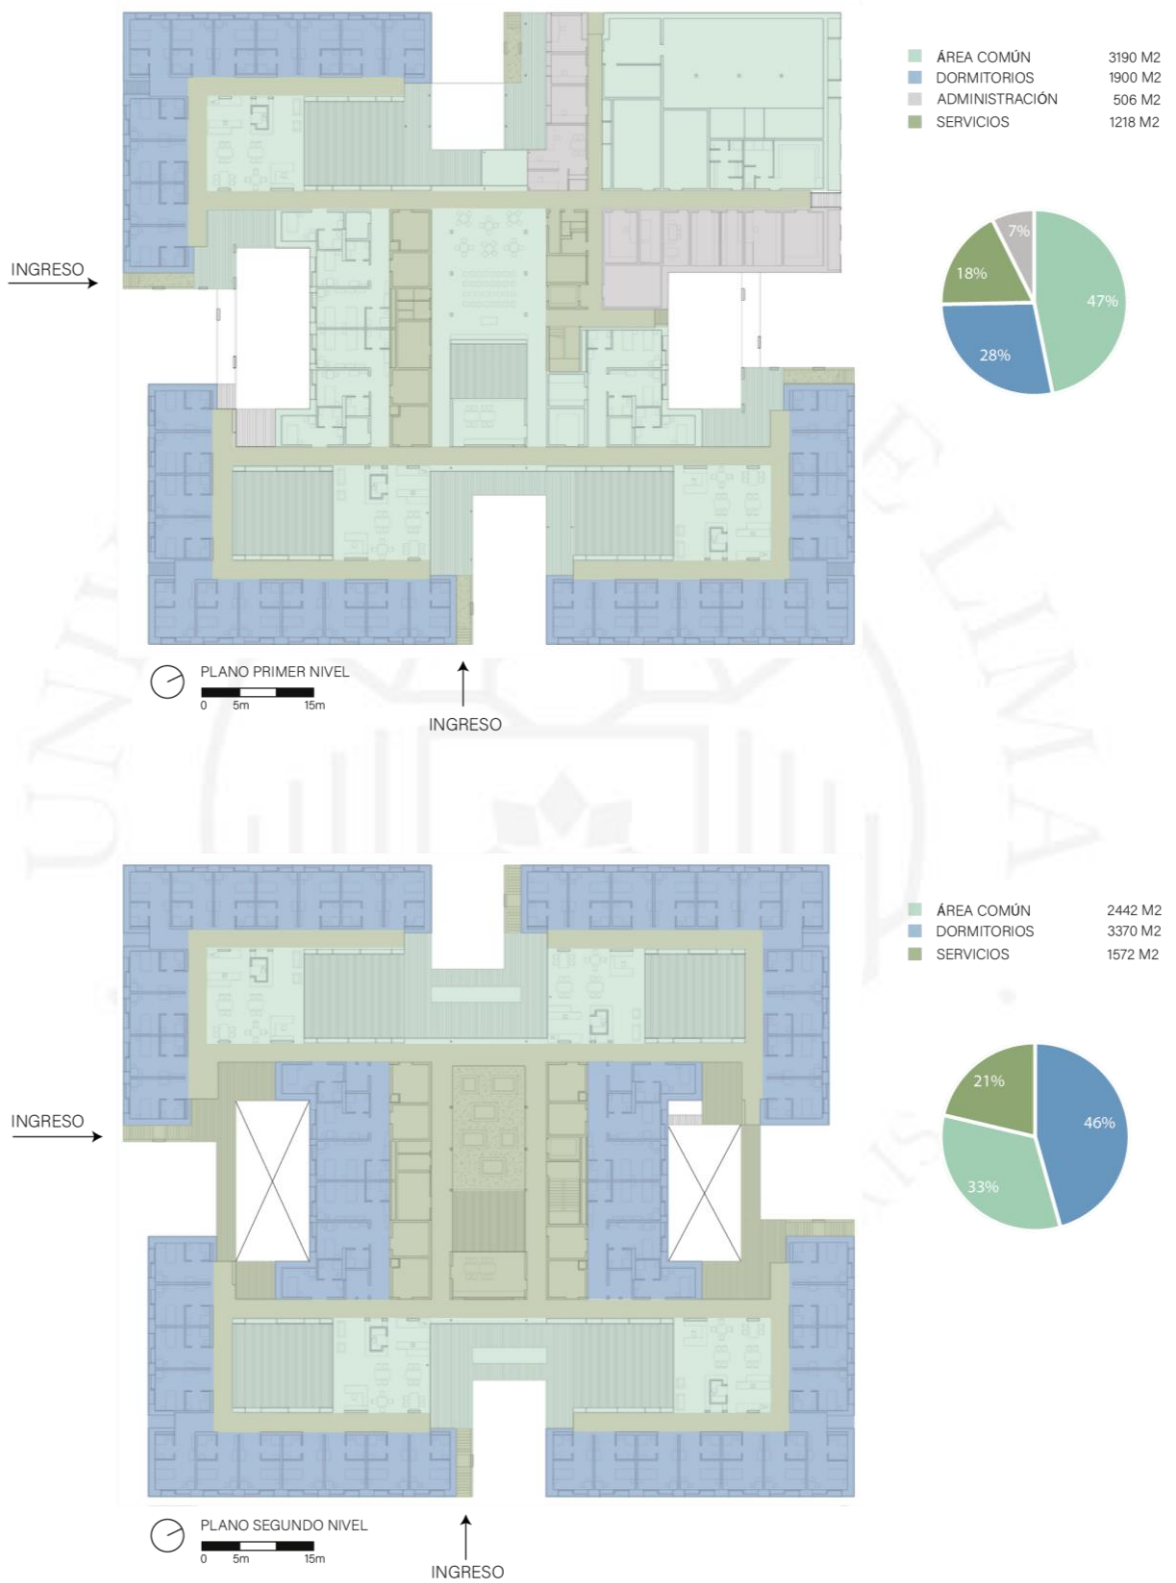 ÁREA COMÚN 3190 M2
DORMITORIOS 1900 M2
ADMINISTRACIÓN 506 M2
SERVICIOS 1218 M2
INGRESO
7%
18%
47%
28%
PLANO PRIMER NIVEL
0 5m 15m
INGRESO
ÁREA COMÚN 2442 M2
DORMITORIOS 3370 M2
SERVICIOS 1572 M2
INGRESO
21%
46%
33%
PLANO SEGUNDO NIVEL
0 5m 15m
INGRESO